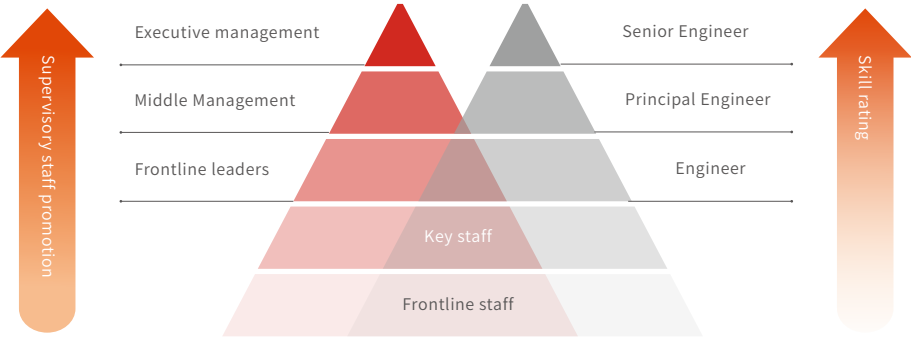 Supervisory staff promotion
Executive management
Senior Engineer
Middle Management
Principal Engineer
Frontline leaders
Engineer
Key staff
Frontline staff
Skill rating